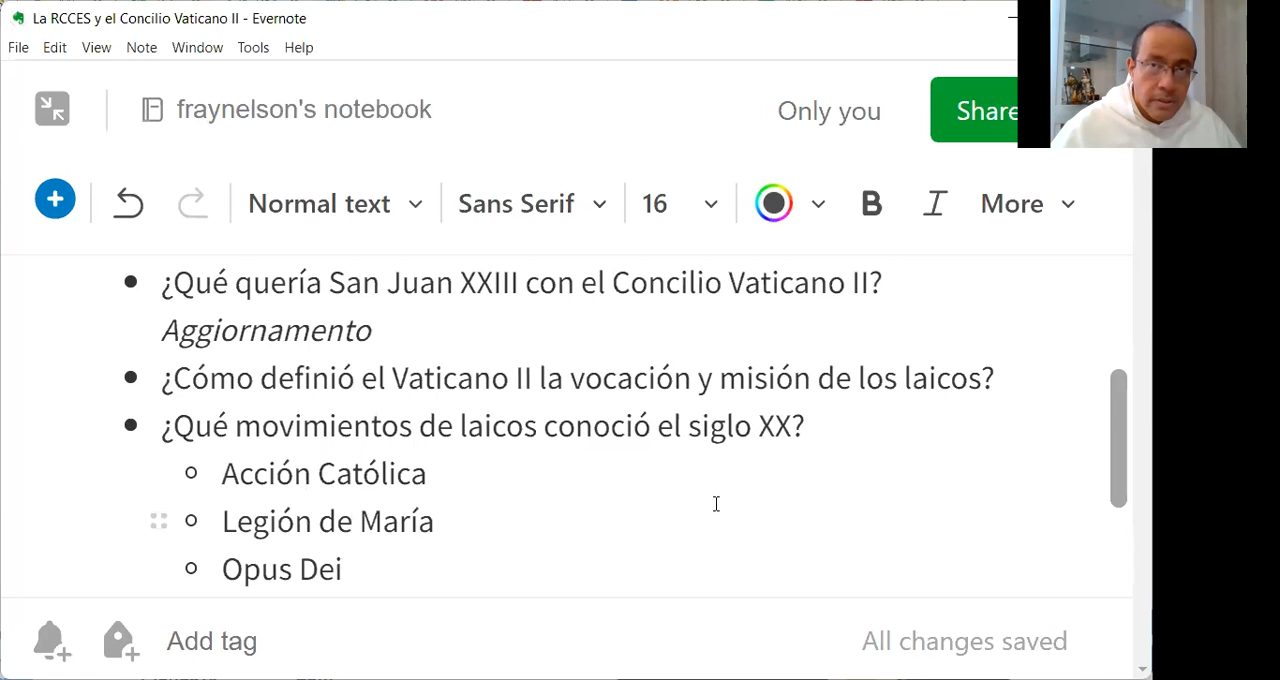 La RCCES y el Concilio Vaticano II - Evernote
File Edit View Note Window Tools Help
fraynelson's notebook
Only you
Share
Normal text
Sans Serif
16
B
I
More
¿Qué quería San Juan XXIII con el Concilio Vaticano II?
Aggiornamento
¿Cómo definió el Vaticano II la vocación y misión de los laicos?
¿Qué movimientos de laicos conoció el siglo XX?
Acción Católica
Legión de María
Opus Dei
Add tag
All changes saved